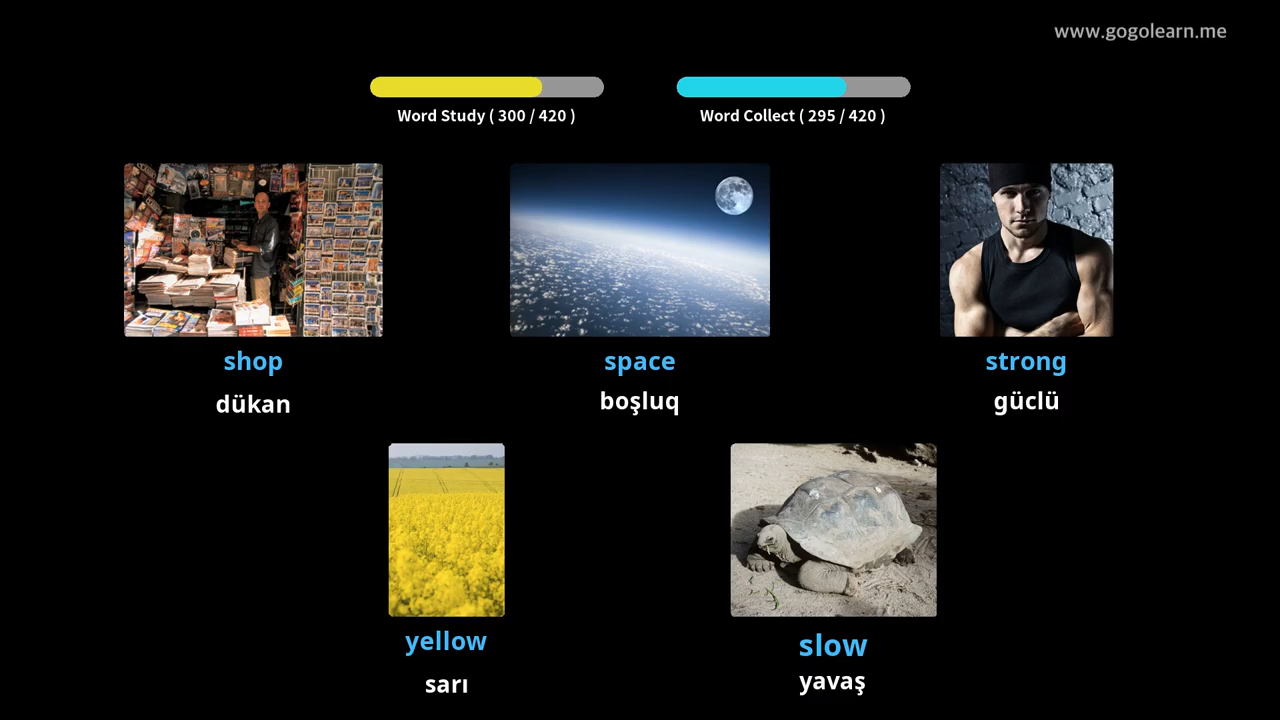 www.gogolearn.me
Word Study ( 300 / 420 )
Word Collect ( 295 / 420 )
shop
space
strong
dükan
boşluq
güclü
yellow
slow
sarı
yavaş